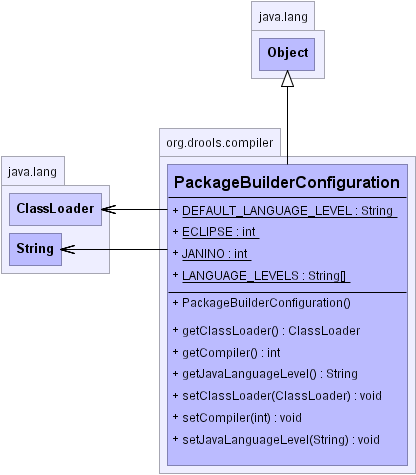 java.lang
Object
org.drools.compiler
PackageBuilderConfiguration
+ DEFAULT_LANGUAGE_LEVEL : String
+ ECLIPSE : int
+ JANINO : int
+ LANGUAGE_LEVELS : String[]
+ PackageBuilderConfiguration()
+ getClassLoader() : ClassLoader
+ getCompiler() : int
+ getJavaLanguageLevel() : String
+ setClassLoader(ClassLoader) : void
+ setCompiler(int) : void
+ setJavaLanguageLevel(String) : void
java.lang
ClassLoader
String